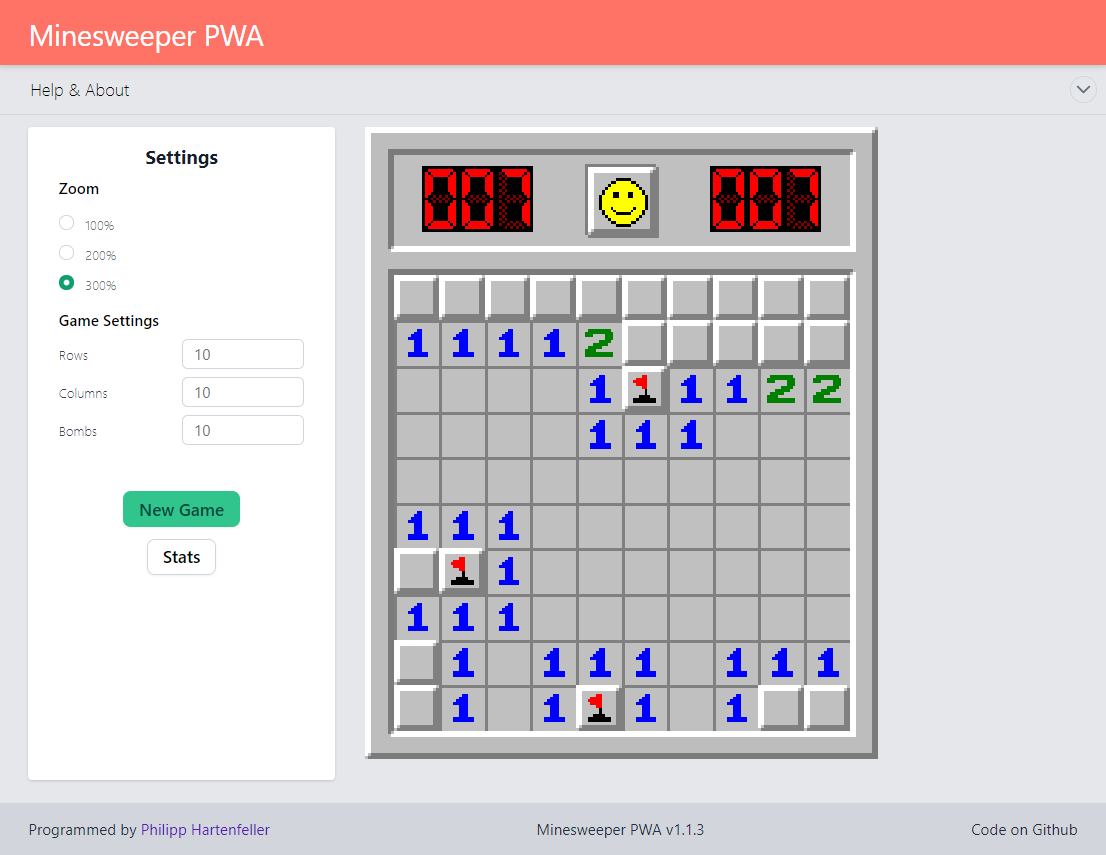 Minesweeper PWA
Help & About
Settings
Zoom
100%
200%
300%
Game Settings
Rows 10
Columns 10
Bombs 10
New Game
Stats
007 007
1 1 1 1 2
1 1 1 2 2
1 1 1
1 1 1
1
1 1 1
1 1 1 1 1 1 1
1 1 1 1
Programmed by Philipp Hartenfeller
Minesweeper PWA v1.1.3
Code on Github